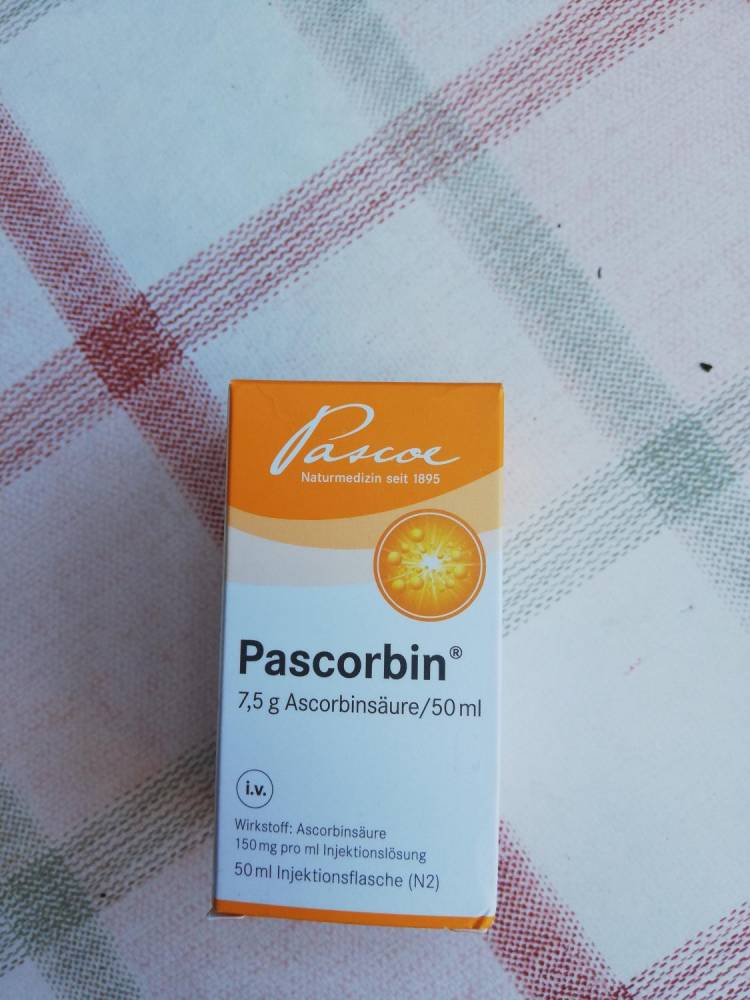 Pascoe
Naturmedizin seit 1895
Pascorbin®
7,5 g Ascorbinsäure/50 ml
i.v.
Wirkstoff: Ascorbinsäure
150 mg pro ml Injektionslösung
50 ml Injektionsflasche (N2)